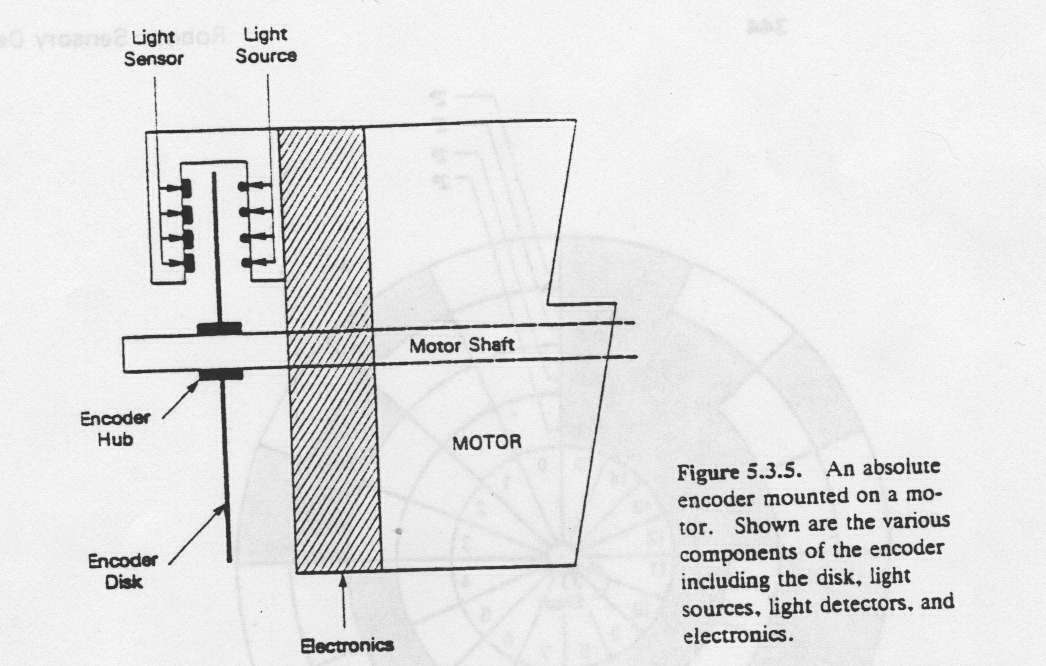 Light
Sensor
Light
Source
Motor Shaft
Encoder
Hub
MOTOR
Encoder
Disk
Electronics
Figure 5.3.5. An absolute
encoder mounted on a mo-
tor. Shown are the various
components of the encoder
including the disk, light
sources, light detectors, and
electronics.